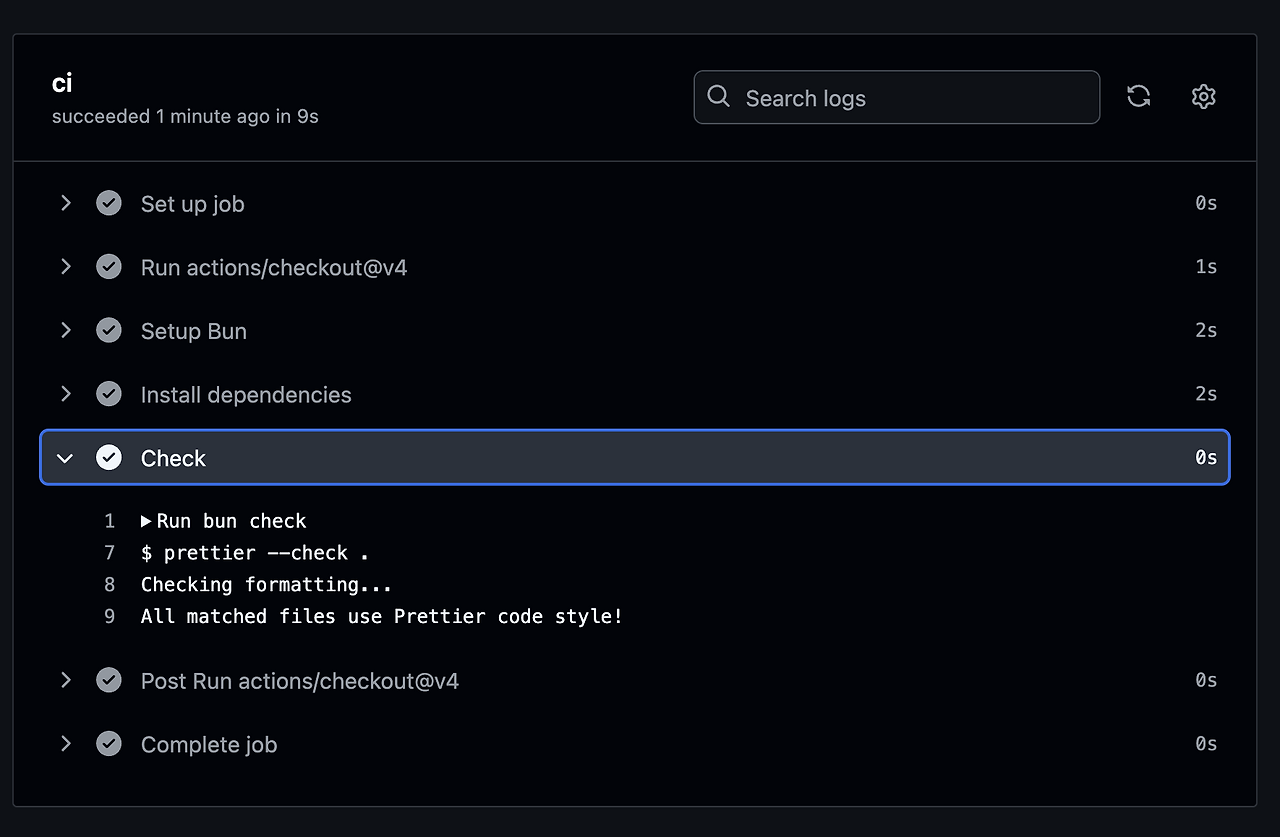 ci
succeeded 1 minute ago in 9s
Search logs
Set up job 0s
Run actions/checkout@v4 1s
Setup Bun 2s
Install dependencies 2s
Check 0s
1 Run bun check
7 $ prettier --check .
8 Checking formatting...
9 All matched files use Prettier code style!
Post Run actions/checkout@v4 0s
Complete job 0s